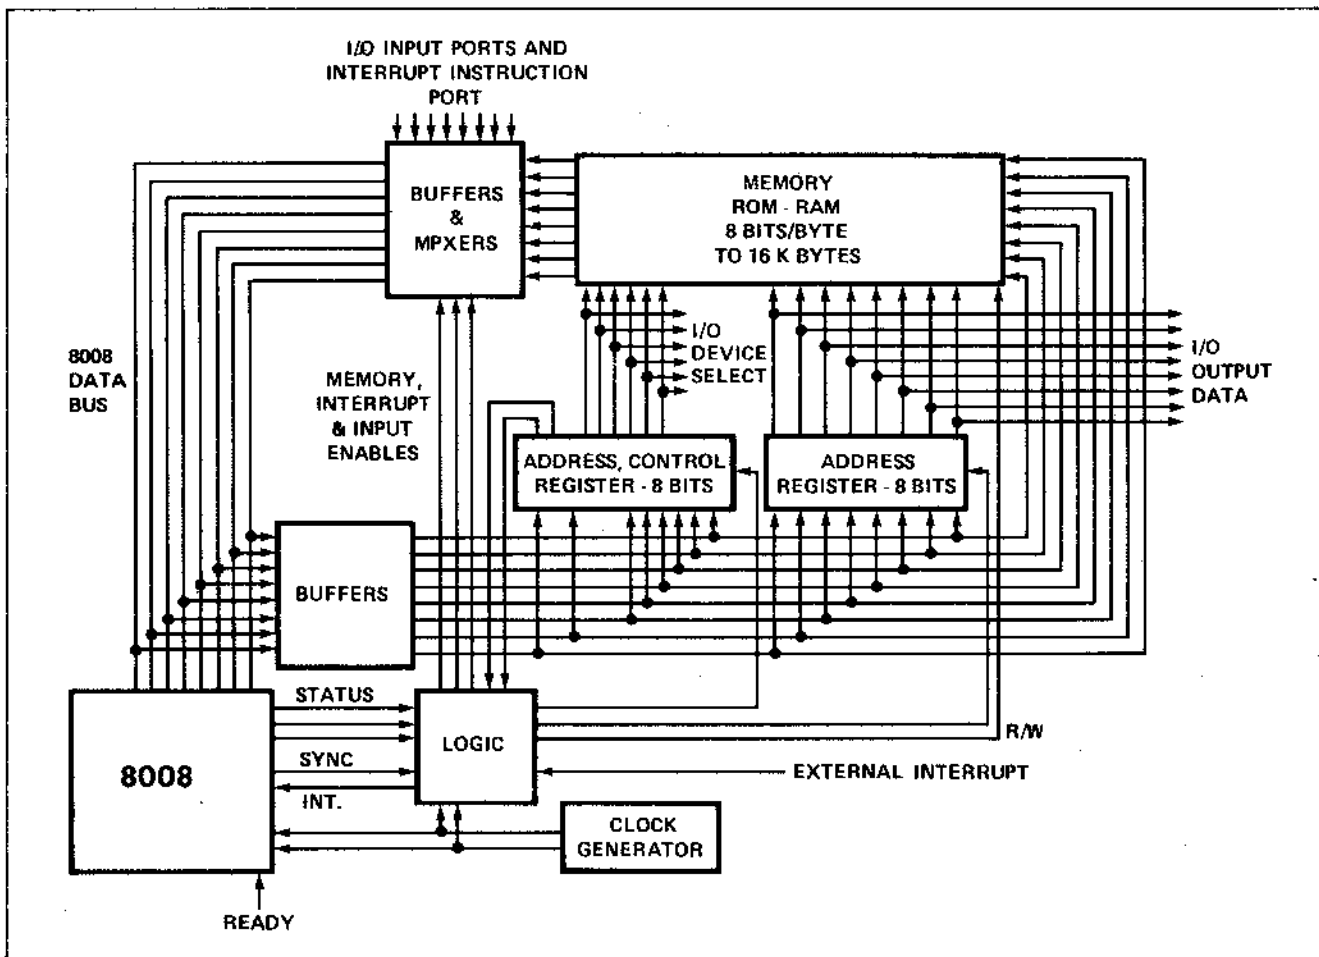 I/O INPUT PORTS AND
INTERRUPT INSTRUCTION
PORT
BUFFERS
&
MPXERS
MEMORY
ROM - RAM
8 BITS/BYTE
TO 16 K BYTES
8008
DATA
BUS
MEMORY,
INTERRUPT
& INPUT
ENABLES
I/O
DEVICE
SELECT
I/O
OUTPUT
DATA
ADDRESS, CONTROL
REGISTER - 8 BITS
ADDRESS
REGISTER - 8 BITS
BUFFERS
STATUS
LOGIC
R/W
8008
SYNC
INT.
EXTERNAL INTERRUPT
CLOCK
GENERATOR
READY